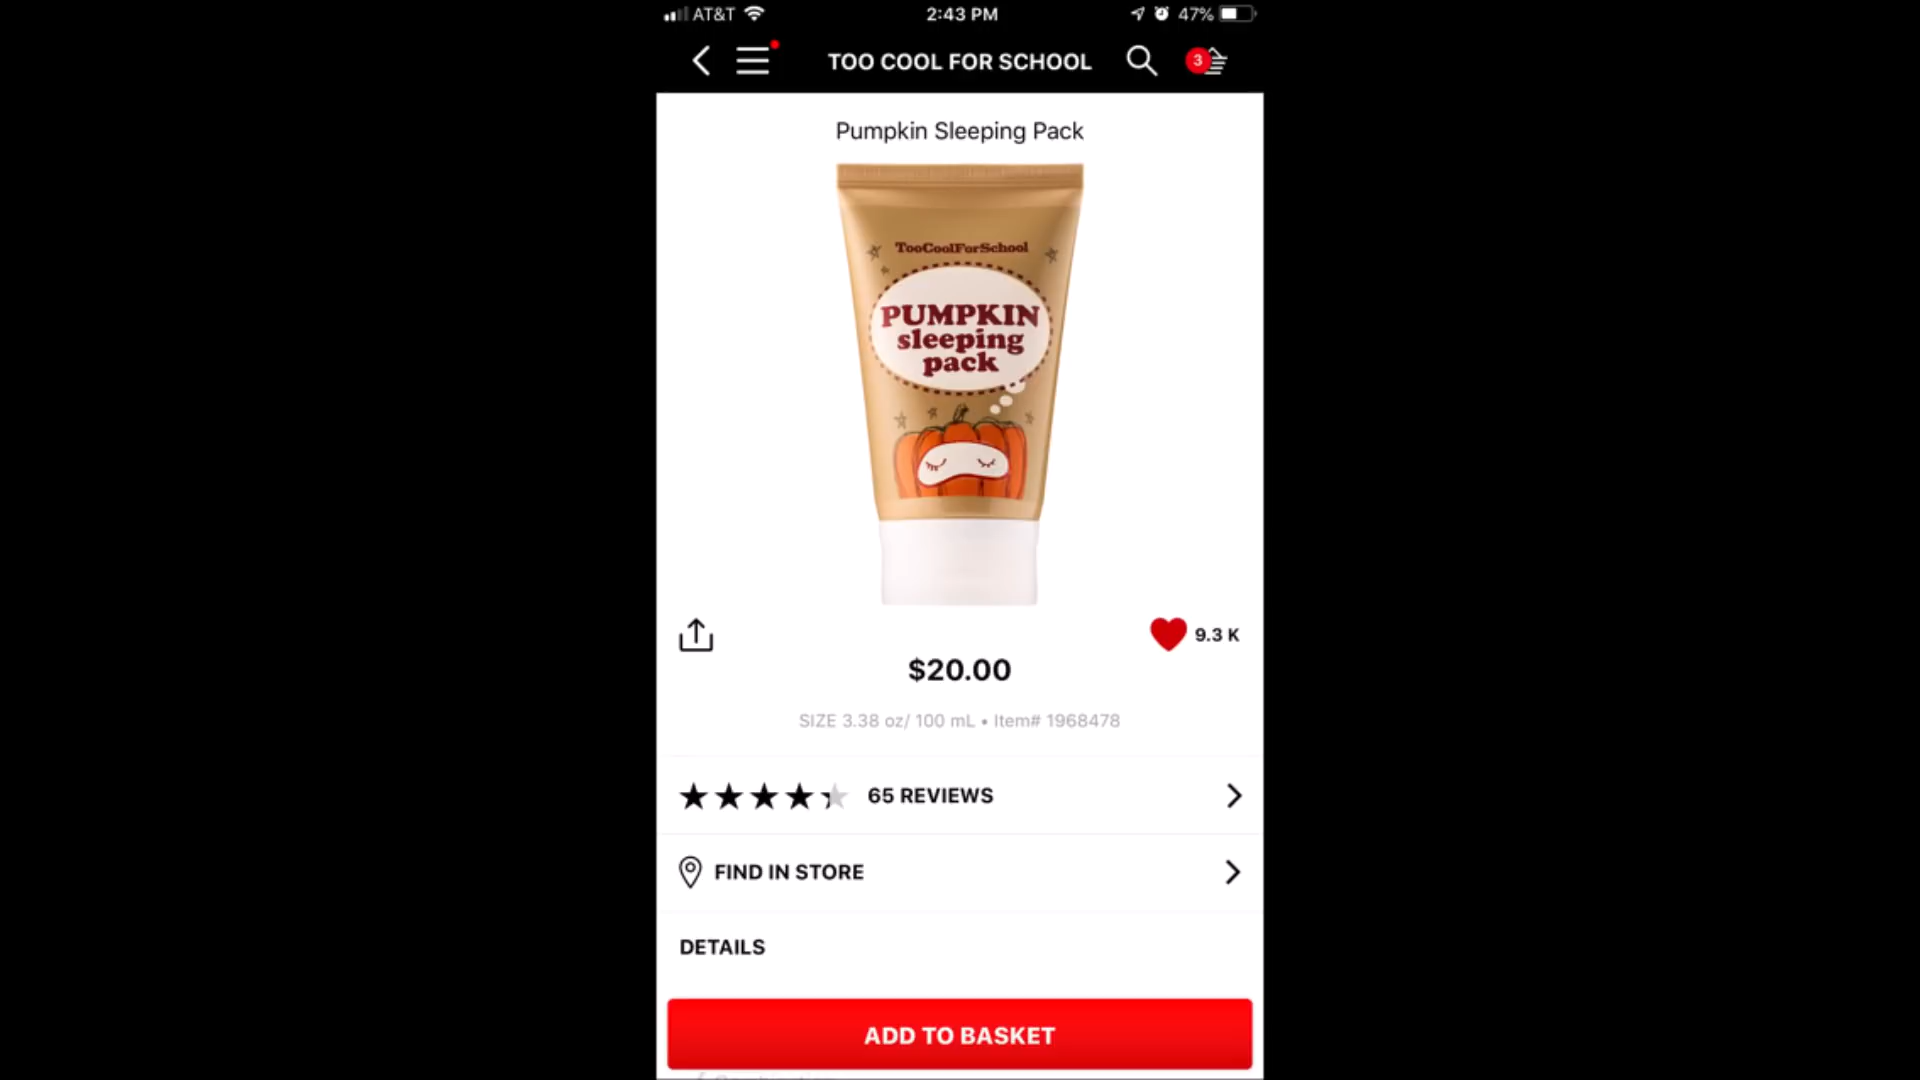 AT&T 2:43 PM 47%
TOO COOL FOR SCHOOL 3
Pumpkin Sleeping Pack
TooCoolForSchool
PUMPKIN
sleeping
pack
9.3 K
$20.00
SIZE 3.38 oz/ 100 mL • Item# 1968478
65 REVIEWS
FIND IN STORE
DETAILS
ADD TO BASKET